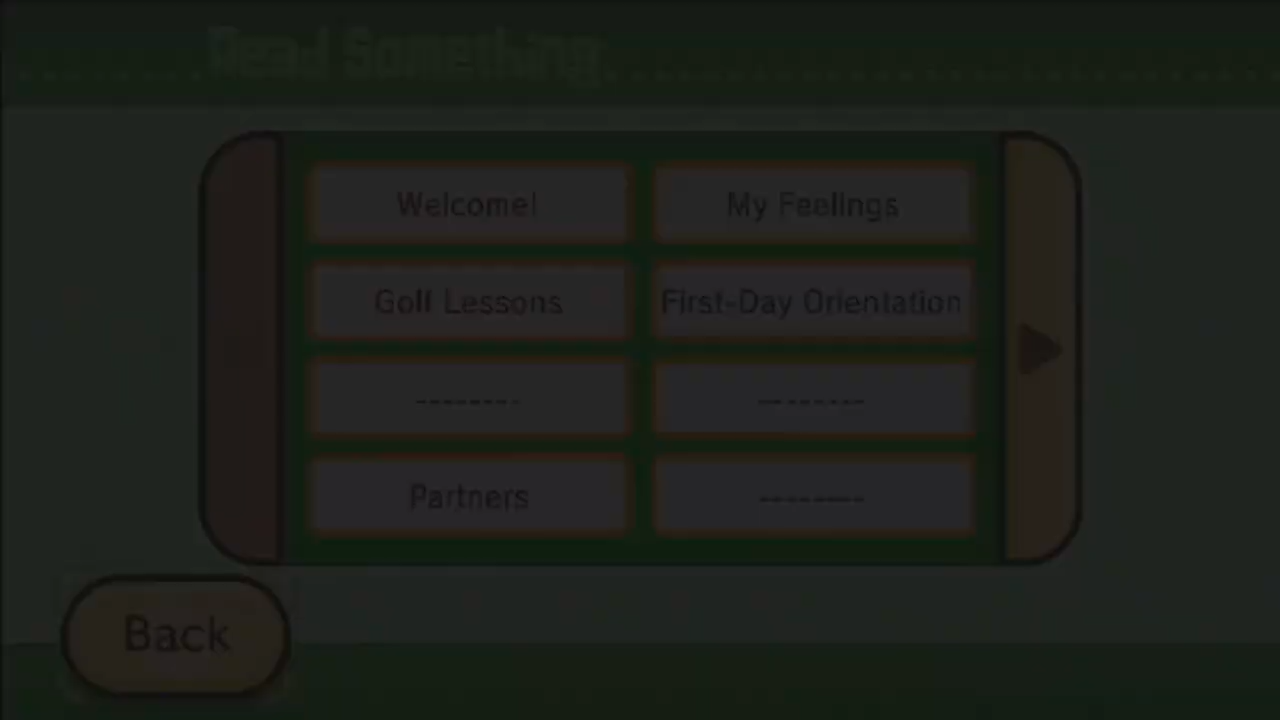 Read Something
Welcome!
My Feelings
Golf Lessons
First-Day Orientation
--------
--------
Partners
--------
Back